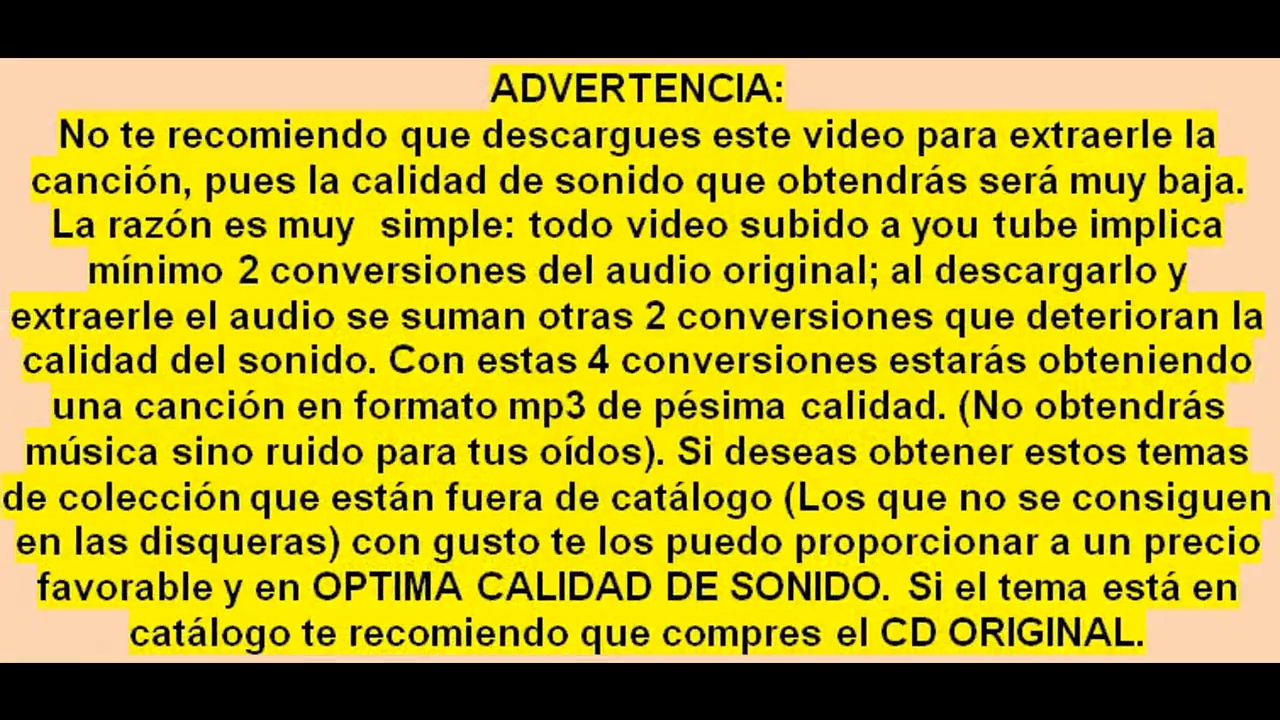 ADVERTENCIA:
No te recomiendo que descargues este video para extraerle la
canción, pues la calidad de sonido que obtendrás será muy baja.
La razón es muy simple: todo video subido a you tube implica
mínimo 2 conversiones del audio original; al descargarlo y
extraerle el audio se suman otras 2 conversiones que deterioran la
calidad del sonido. Con estas 4 conversiones estarás obteniendo
una canción en formato mp3 de pésima calidad. (No obtendrás
música sino ruido para tus oídos). Si deseas obtener estos temas
de colección que están fuera de catálogo (Los que no se consiguen
en las disqueras) con gusto te los puedo proporcionar a un precio
favorable y en OPTIMA CALIDAD DE SONIDO. Si el tema está en
catálogo te recomiendo que compres el CD ORIGINAL.